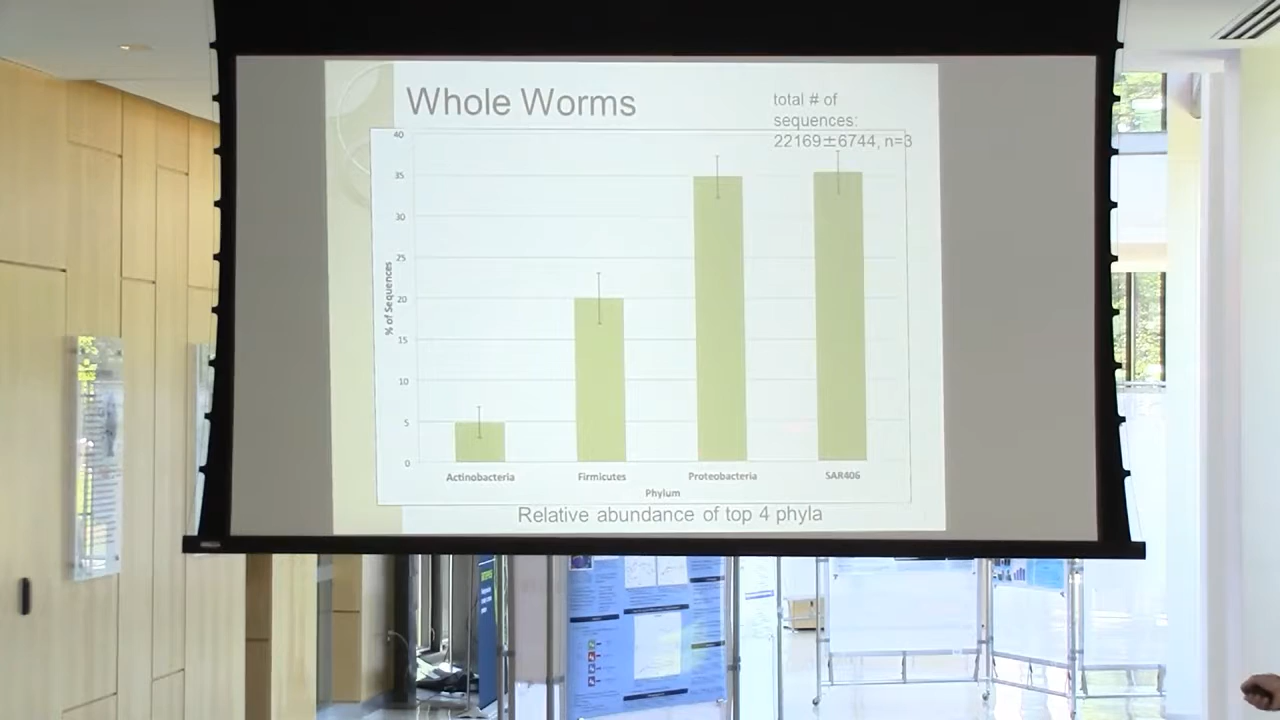 Whole Worms
total # of
sequences:
22169±6744, n=3
40
35
30
25
20
15
10
5
0
% of Sequences
Actinobacteria
Firmicutes
Proteobacteria
SAR406
Phylum
Relative abundance of top 4 phyla